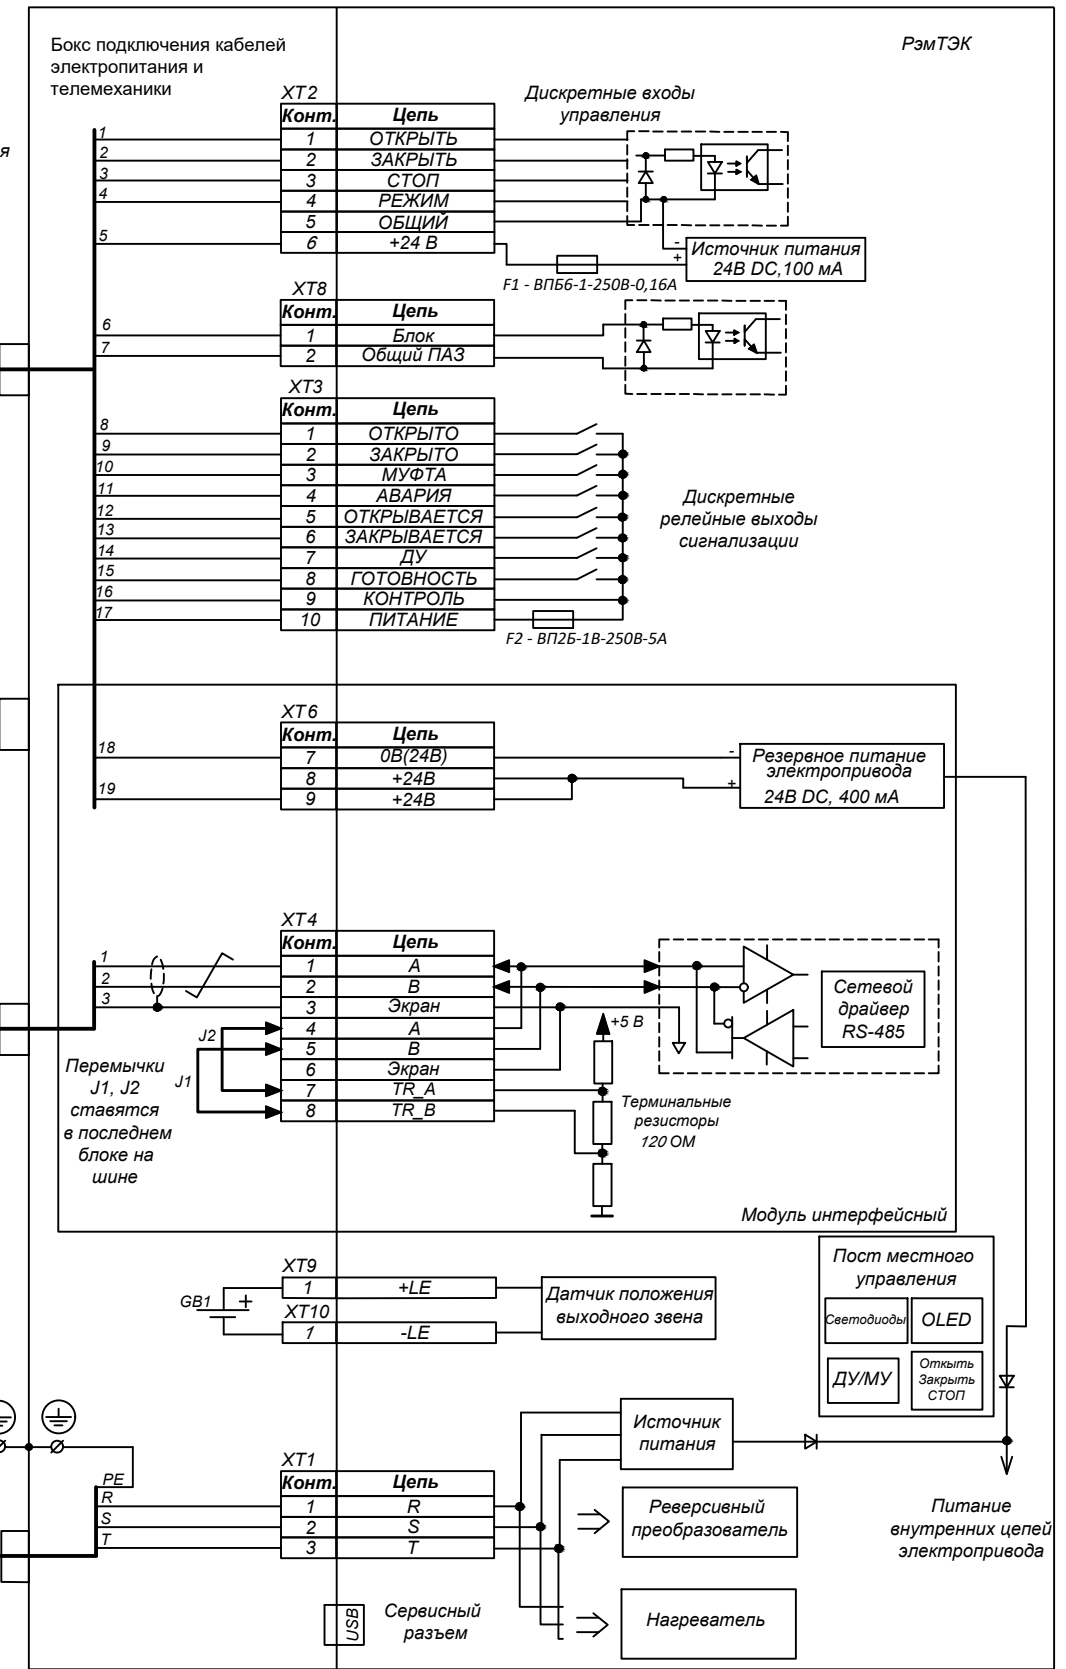 Бокс подключения кабелей
электропитания и
телемеханики
РэмТЭК
я
XT2
Конт. Цепь
1 1 ОТКРЫТЬ
2 2 ЗАКРЫТЬ
3 3 СТОП
4 4 РЕЖИМ
5 ОБЩИЙ
5 6 +24 В
Дискретные входы
управления
-
+
Источник питания
24В DC,100 мА
F1 - ВПБ6-1-250В-0,16А
XT8
Конт. Цепь
6 1 Блок
7 2 Общий ПАЗ
XT3
Конт. Цепь
8 1 ОТКРЫТО
9 2 ЗАКРЫТО
10 3 МУФТА
11 4 АВАРИЯ
12 5 ОТКРЫВАЕТСЯ
13 6 ЗАКРЫВАЕТСЯ
14 7 ДУ
15 8 ГОТОВНОСТЬ
16 9 КОНТРОЛЬ
17 10 ПИТАНИЕ
Дискретные
релейные выходы
сигнализации
F2 - ВП2Б-1В-250В-5А
XT6
Конт. Цепь
18 7 0В(24В)
8 +24В
19 9 +24В
-
+
Резервное питание
электропривода
24В DC, 400 мА
XT4
Конт. Цепь
1 1 A
2 2 B
3 3 Экран
4 A
5 B
6 Экран
7 TR_A
8 TR_B
J2
J1
Перемычки
J1, J2
ставятся
в последнем
блоке на
шине
+5 В
Терминальные
резисторы
120 ОМ
Сетевой
драйвер
RS-485
Модуль интерфейсный
XT9
1 +LE
GB1 +
XT10
1 -LE
Датчик положения
выходного звена
Пост местного
управления
Светодиоды
OLED
ДУ/МУ
Откыть
Закрыть
СТОП
Источник
питания
PE
XT1
Конт. Цепь
R 1 R
S 2 S
T 3 T
Реверсивный
преобразователь
Питание
внутренних цепей
электропривода
USB
Сервисный
разъем
Нагреватель